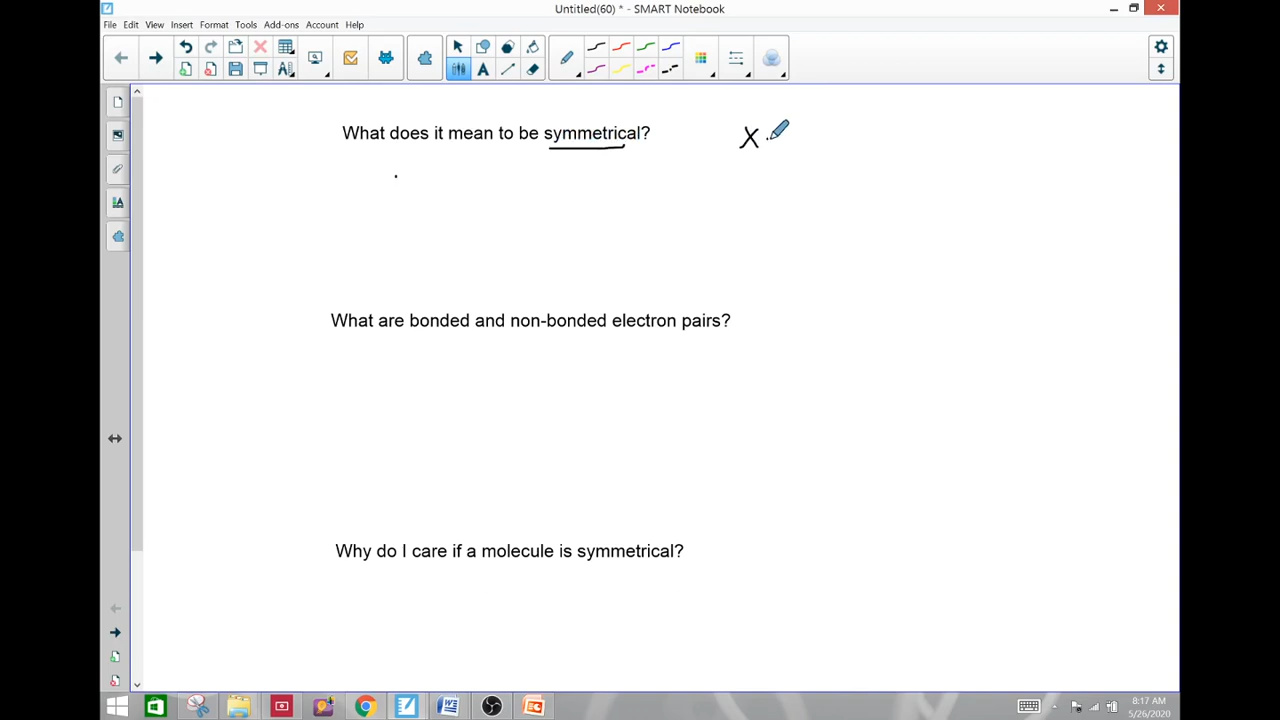 Untitled(60) * - SMART Notebook
File Edit View Insert Format Tools Add-ons Account Help
What does it mean to be symmetrical? X
What are bonded and non-bonded electron pairs?
Why do I care if a molecule is symmetrical?
8:17 AM
5/26/2020